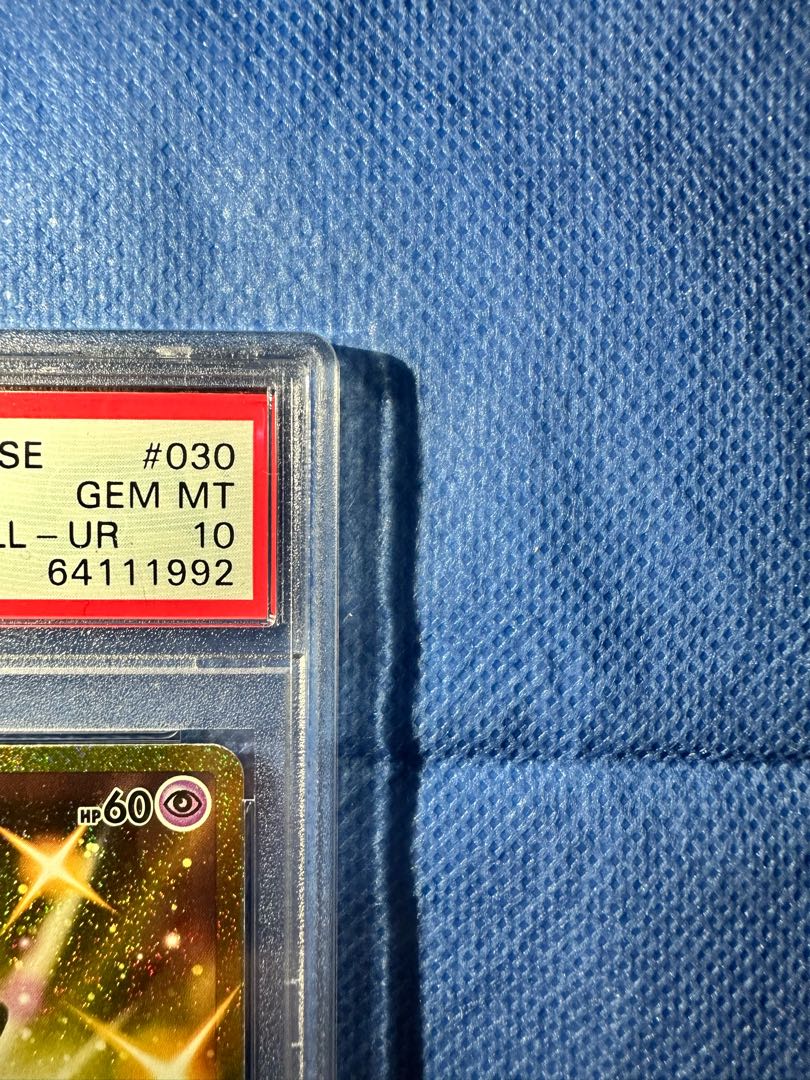 SE #030
GEM MT
LL-UR 10
64111992
HP60